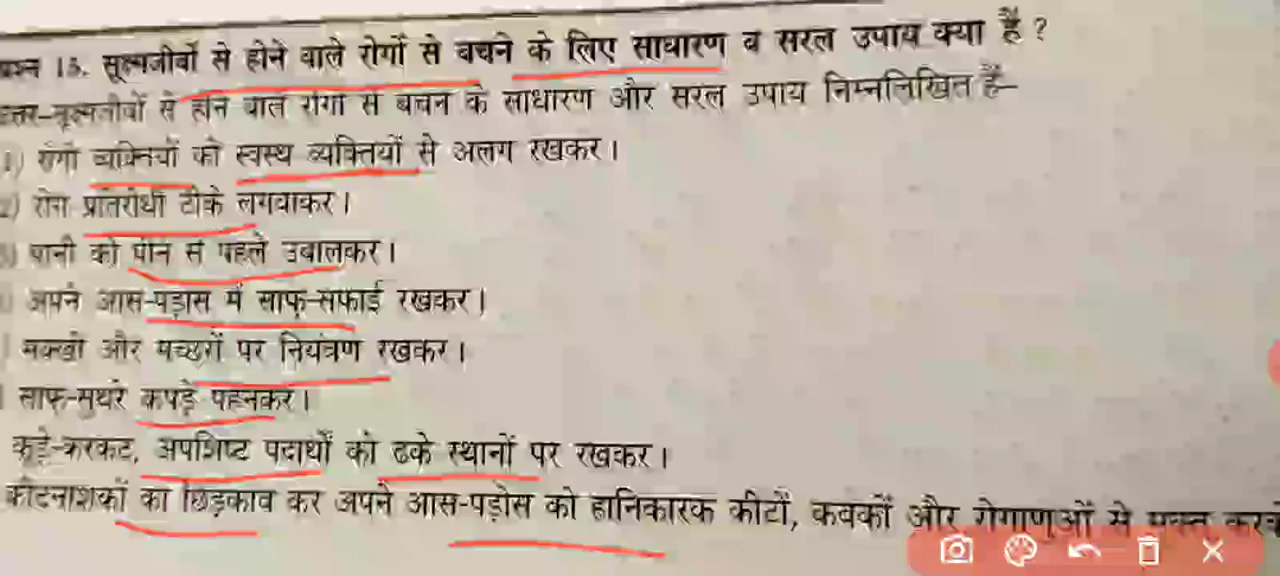 प्रश्न 15. सूक्ष्मजीवों से होने वाले रोगों से बचने के लिए साधारण व सरल उपाय क्या हैं ?
उत्तर–सूक्ष्मजीवों से होने वाले रोगों से बचने के साधारण और सरल उपाय निम्नलिखित हैं–
1) रोगी व्यक्तियों को स्वस्थ व्यक्तियों से अलग रखकर।
2) रोग प्रतिरोधी टीके लगवाकर।
) पानी को पीने से पहले उबालकर।
अपने आस-पड़ोस में साफ-सफाई रखकर।
मक्खी और मच्छरों पर नियंत्रण रखकर।
साफ-सुथरे कपड़े पहनकर।
कूड़े-करकट, अपशिष्ट पदार्थों को ढके स्थानों पर रखकर।
कीटनाशकों का छिड़काव कर अपने आस-पड़ोस को हानिकारक कीटों, कवकों और रोगाणुओं से मुक्त